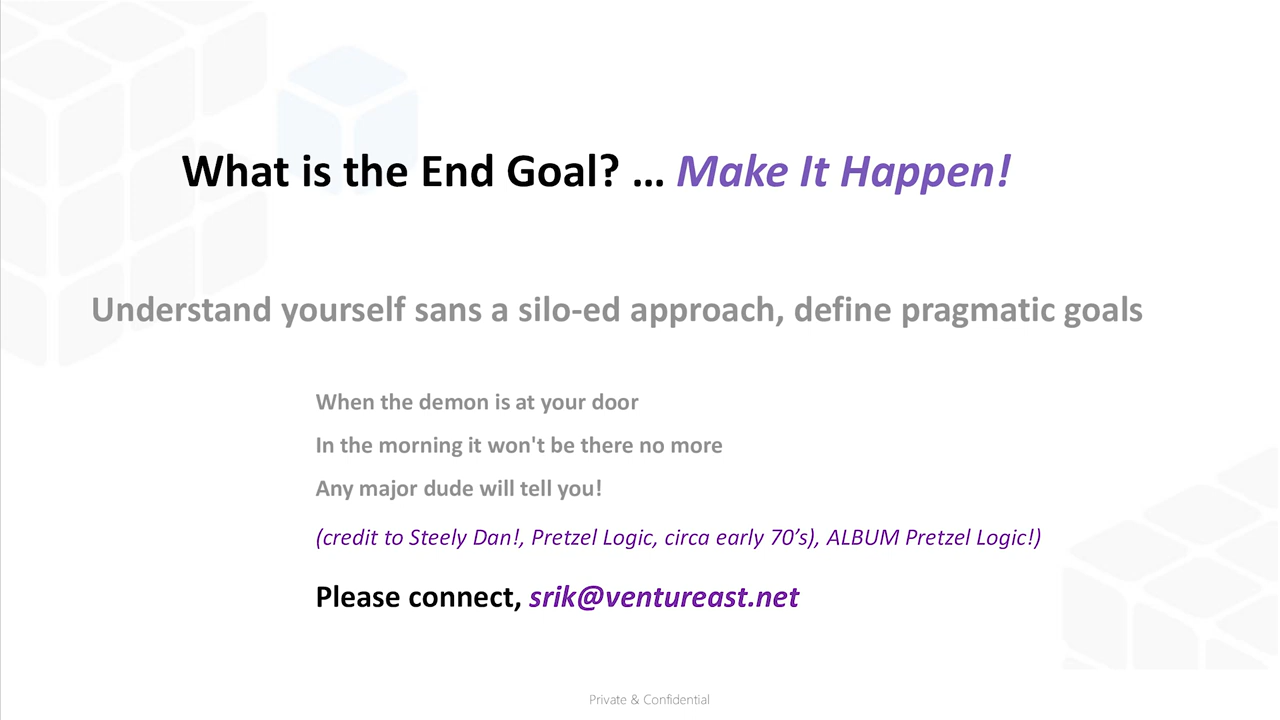 What is the End Goal? ... Make It Happen!
Understand yourself sans a silo-ed approach, define pragmatic goals
When the demon is at your door
In the morning it won't be there no more
Any major dude will tell you!
(credit to Steely Dan!, Pretzel Logic, circa early 70’s), ALBUM Pretzel Logic!)
Please connect, srik@ventureast.net
Private & Confidential